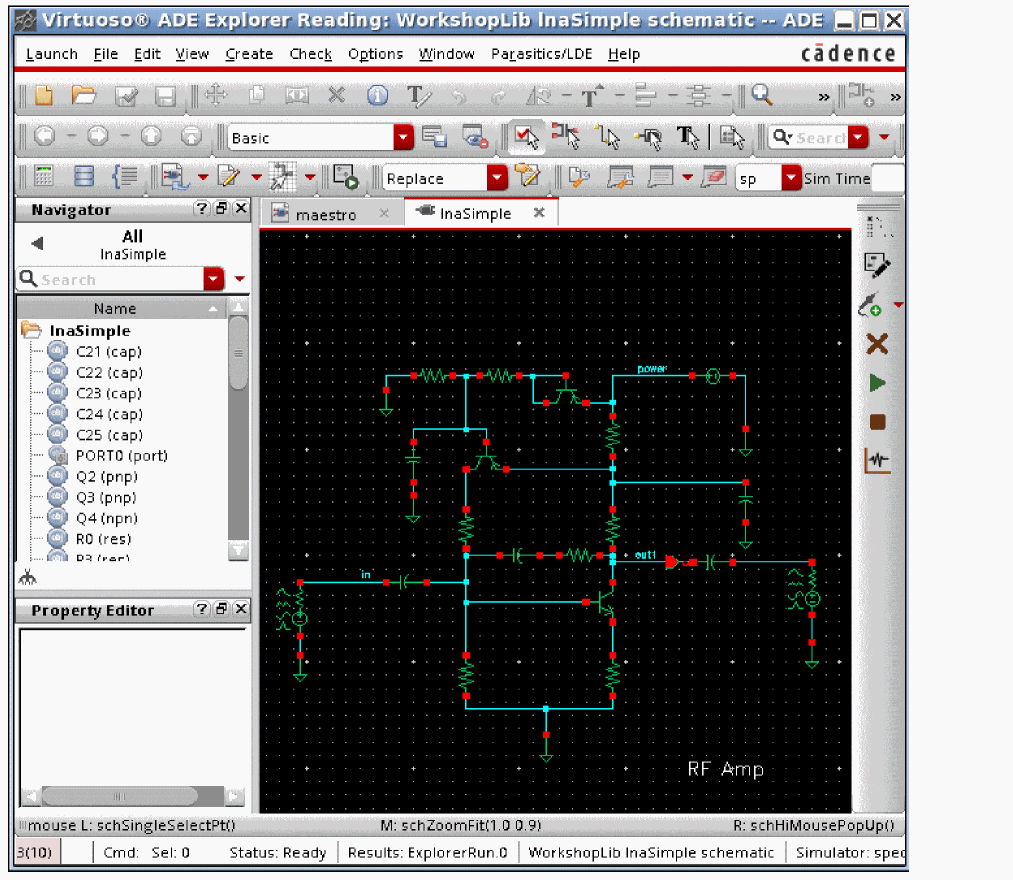 Virtuoso® ADE Explorer Reading: WorkshopLib lnaSimple schematic -- ADE
Launch File Edit View Create Check Options Window Parasitics/LDE Help cādence
T T » »
Basic T Search
Replace sp Sim Time
Navigator ? maestro lnaSimple
All
lnaSimple
Search
Name
lnaSimple
C21 (cap)
C22 (cap)
C23 (cap)
C24 (cap)
C25 (cap)
PORT0 (port)
Q2 (pnp)
Q3 (pnp)
Q4 (npn)
R0 (res)
R3 (res)
power
out1
in
Property Editor ?
RF Amp
mouse L: schSingleSelectPt() M: schZoomFit(1.0 0.9) R: schHiMousePopUp()
3(10) Cmd: Sel: 0 Status: Ready Results: ExplorerRun.0 WorkshopLib lnaSimple schematic Simulator: spec